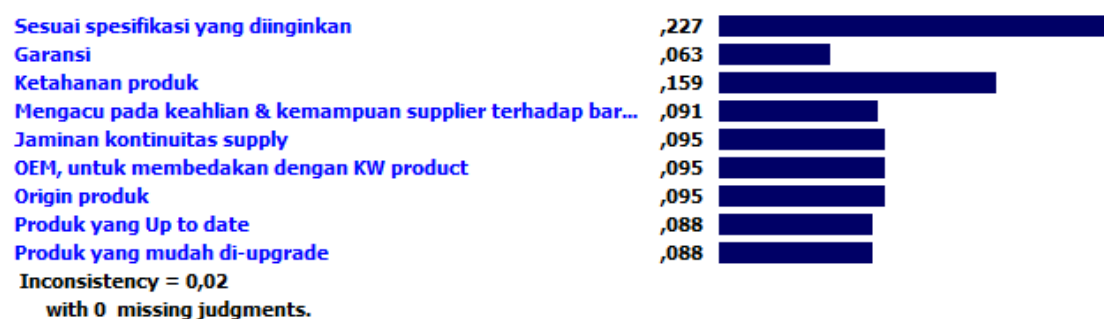 Sesuai spesifikasi yang diinginkan ,227
Garansi ,063
Ketahanan produk ,159
Mengacu pada keahlian & kemampuan supplier terhadap bar... ,091
Jaminan kontinuitas supply ,095
OEM, untuk membedakan dengan KW product ,095
Origin produk ,095
Produk yang Up to date ,088
Produk yang mudah di-upgrade ,088
Inconsistency = 0,02
with 0 missing judgments.